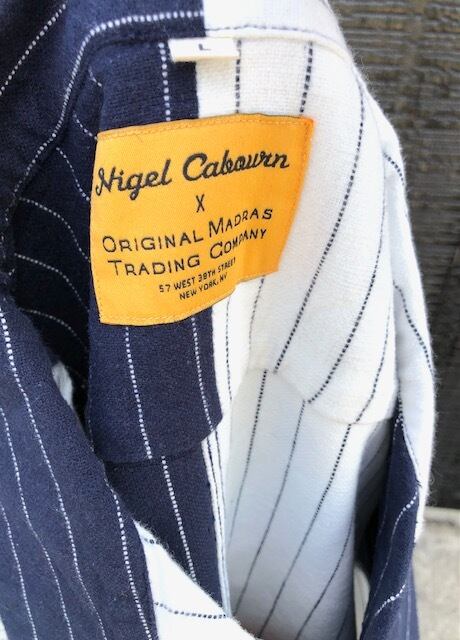 L
Nigel Cabourn
X
ORIGINAL MADRAS
TRADING COMPANY
57 WEST 38TH STREET
NEW YORK, NY